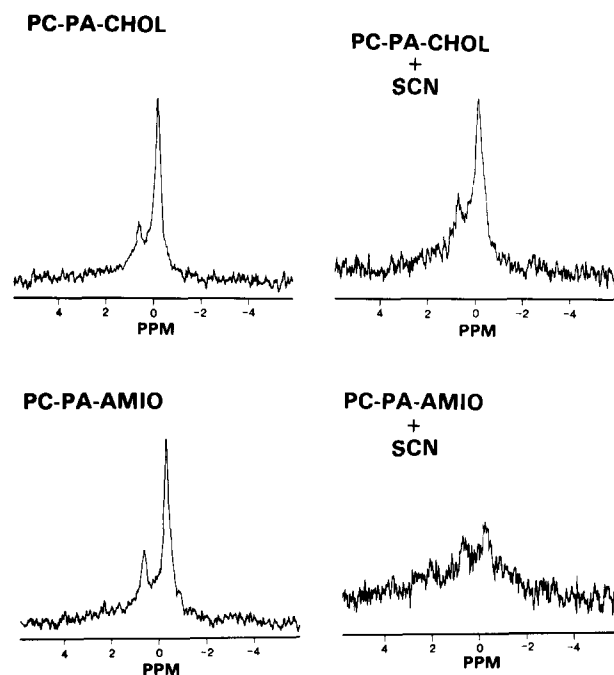 PC-PA-CHOL
4 2 0 -2 -4
PPM
PC-PA-CHOL
+
SCN
4 2 0 -2 -4
PPM
PC-PA-AMIO
4 2 0 -2 -4
PPM
PC-PA-AMIO
+
SCN
4 2 0 -2 -4
PPM